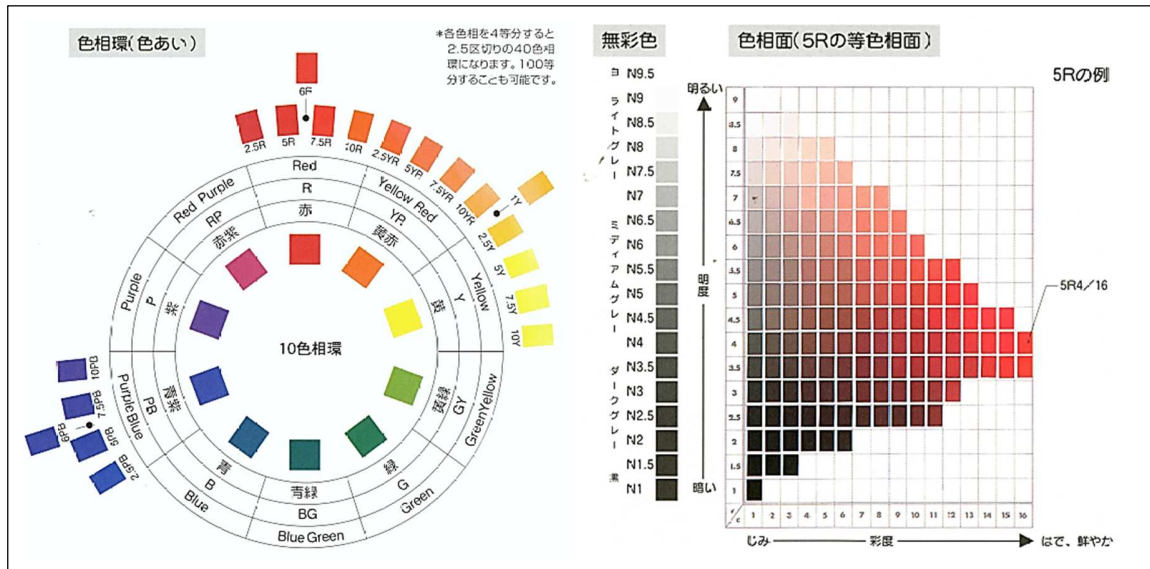 色相環(色あい)
*各色相を4等分すると
2.5区切りの40色相
環になります。100等
分することも可能です。
6R
2.5R
5R
7.5R
10R
2.5YR
5YR
7.5YR
10YR
1Y
2.5Y
5Y
7.5Y
10Y
Red
R
赤
Yellow Red
YR
黄赤
Yellow
Y
黄
GreenYellow
GY
黄緑
Green
G
緑
Blue Green
BG
青緑
Blue
B
青
PurpleBlue
PB
青紫
Purple
P
紫
Red Purple
RP
赤紫
10PB
7.5PB
6PB
5PB
2.5PB
10色相環
無彩色
N9.5
N9
N8.5
N8
N7.5
N7
N6.5
N6
N5.5
N5
N4.5
N4
N3.5
N3
N2.5
N2
N1.5
N1
ライトグレー
ミディアムグレー
ダークグレー
黒
色相面(5Rの等色相面)
5Rの例
明るい
明度
暗い
9
8.5
8
7.5
7
6.5
6
5.5
5
4.5
4
3.5
3
2.5
2
1.5
1
5R4/16
1 2 3 4 5 6 7 8 9 10 11 12 13 14 15 16
じみ
彩度
はで、鮮やか